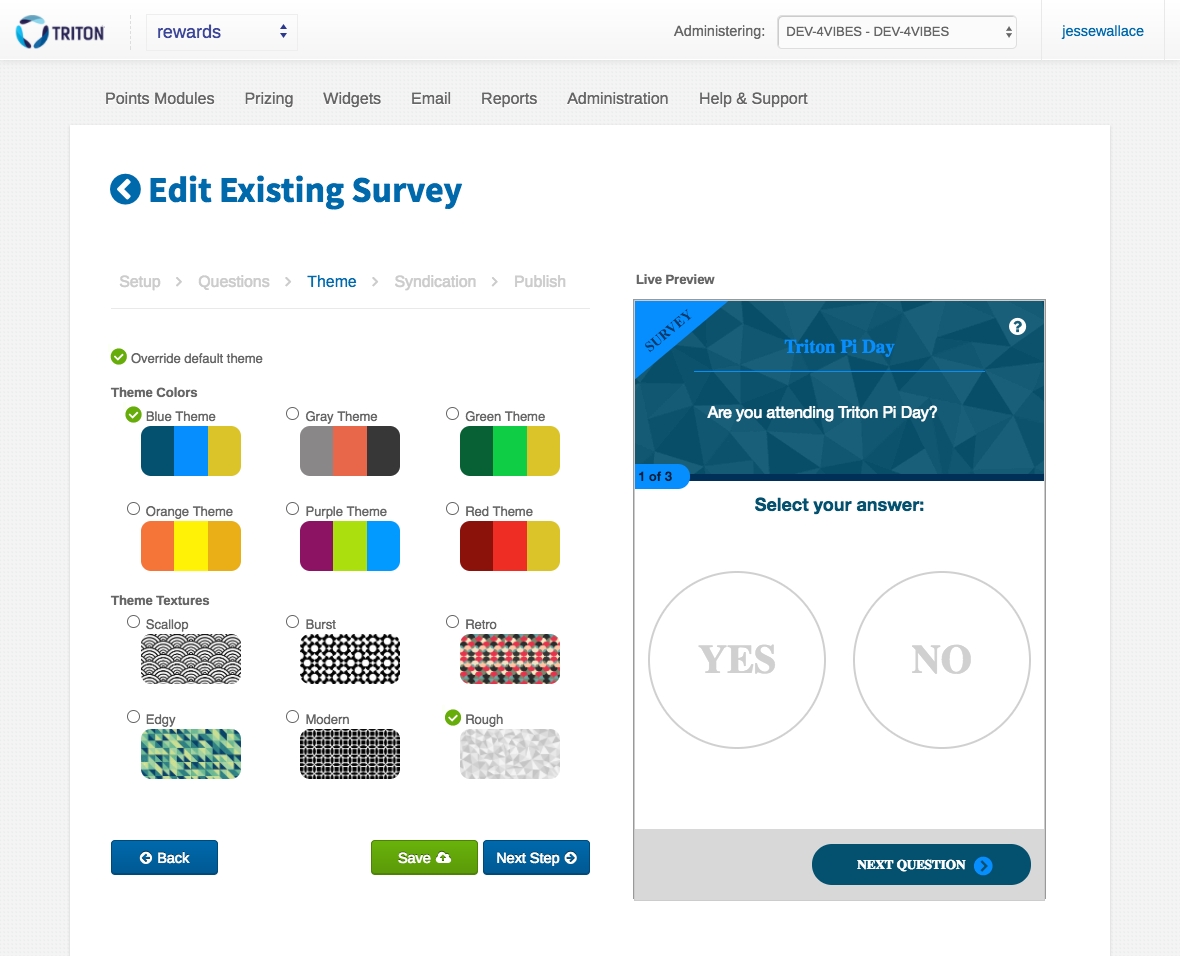 TRITON
rewards
Administering:
DEV-4VIBES - DEV-4VIBES
jessewallace
Points Modules
Prizing
Widgets
Email
Reports
Administration
Help & Support
Edit Existing Survey
Setup
Questions
Theme
Syndication
Publish
Override default theme
Theme Colors
Blue Theme
Gray Theme
Green Theme
Orange Theme
Purple Theme
Red Theme
Theme Textures
Scallop
Burst
Retro
Edgy
Modern
Rough
Back
Save
Next Step
Live Preview
SURVEY
?
Triton Pi Day
Are you attending Triton Pi Day?
1 of 3
Select your answer:
YES
NO
NEXT QUESTION